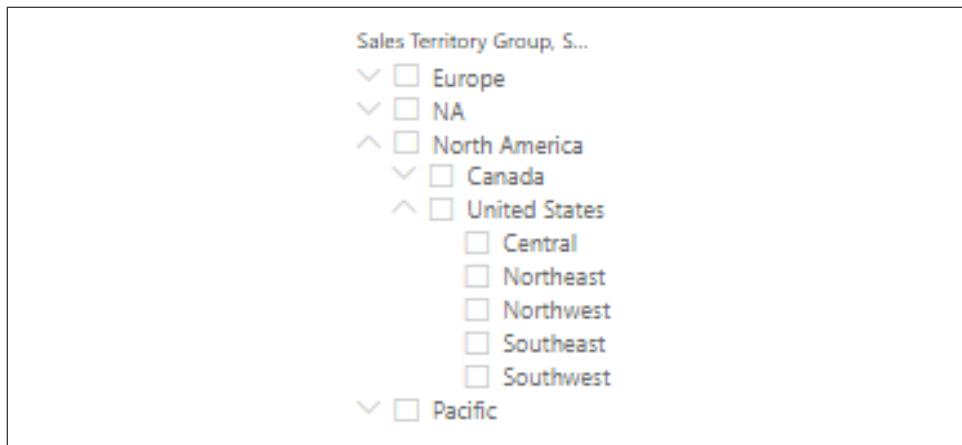 Sales Territory Group, S...
Europe
NA
North America
Canada
United States
Central
Northeast
Northwest
Southeast
Southwest
Pacific